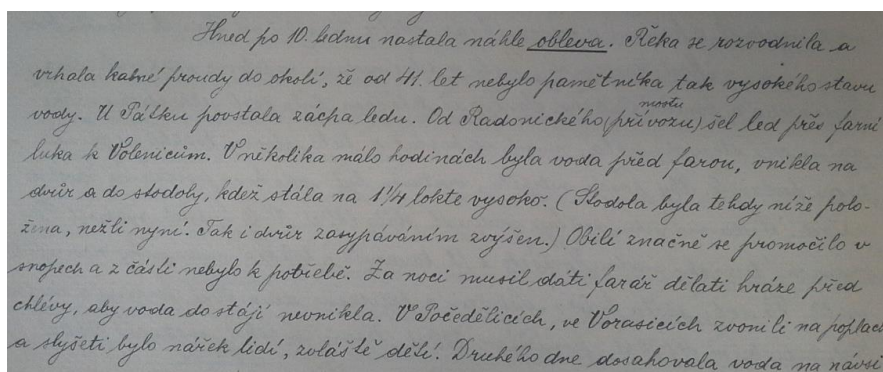 Hned po 10. lednu nastala náhle obleva. Řeka se rozvodnila a
vrhala kalné proudy do okolí, že od 41. let nebylo pamětníka tak vysokého stavu
vody. U Pátku povstala zácpa ledu. Od Radonického (přívozu) mostu šel led přes farní
luka k Volenicům. V několika málo hodinách byla voda před farou, vnikla na
dvůr a do stodoly, kdež stála na 1 1/4 lokte vysoko. (Stodola byla tehdy níže polo-
žena, nežli nyní. Tak i dvůr zasypáváním zvýšen.) Obilí značně se promočilo v
snopech a z části nebylo k potřebě. Za noci musil dáti farář dělati hráze před
chlévy, aby voda do stájí nevnikla. V Počedělicích, ve Vorasicích zvonili na poplach
a slyšeti bylo nářek lidí, zvláště dětí. Druhého dne dosahovala voda na návsi